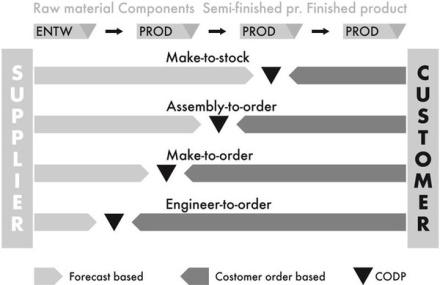 Raw material Components Semi-finished pr. Finished product
ENTW PROD PROD PROD
SUPPLIER
CUSTOMER
Make-to-stock
Assembly-to-order
Make-to-order
Engineer-to-order
Forecast based Costomer order based CODP